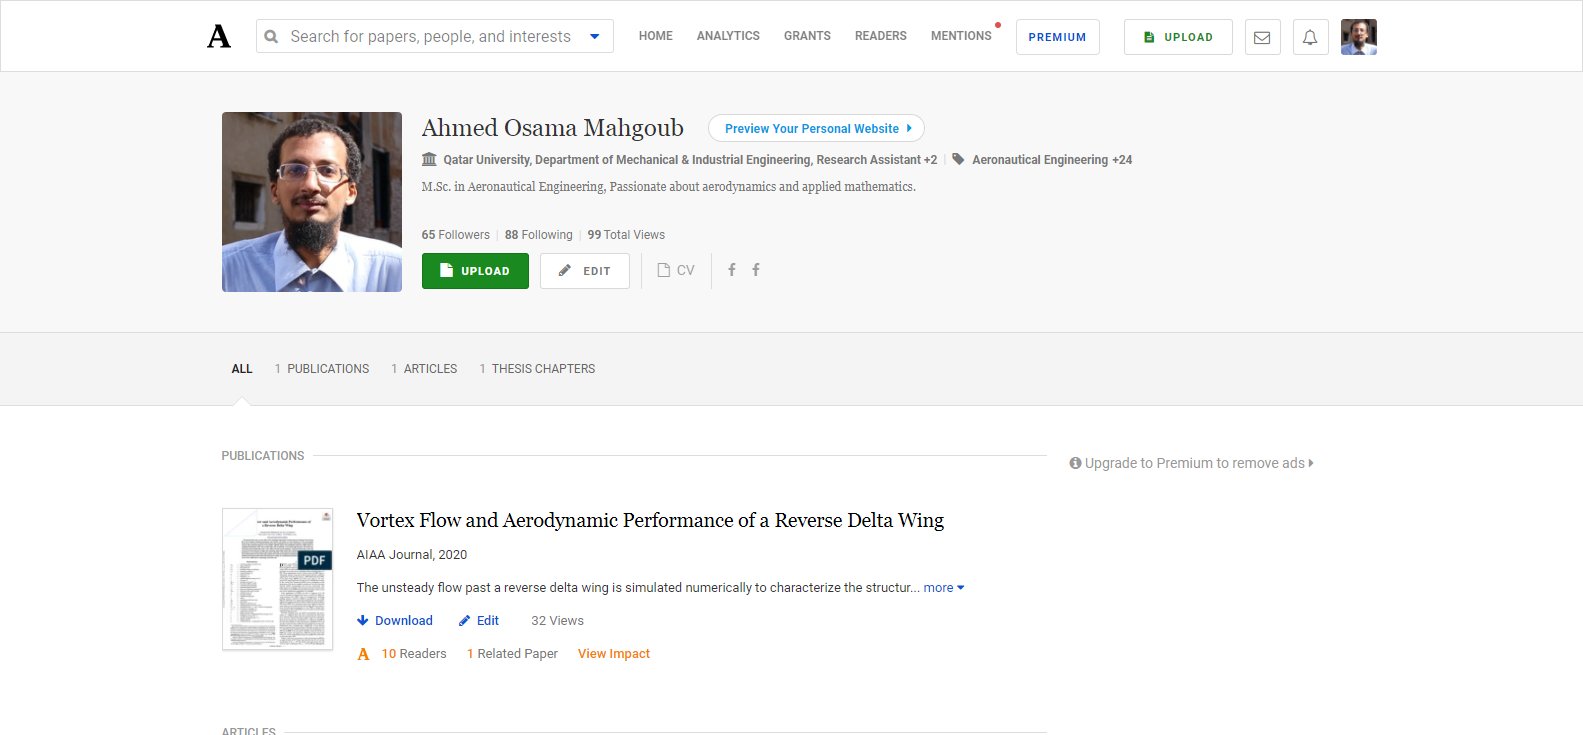 A
Search for papers, people, and interests
HOME
ANALYTICS
GRANTS
READERS
MENTIONS
PREMIUM
UPLOAD
Ahmed Osama Mahgoub
Preview Your Personal Website
Qatar University, Department of Mechanical & Industrial Engineering, Research Assistant +2
Aeronautical Engineering +24
M.Sc. in Aeronautical Engineering, Passionate about aerodynamics and applied mathematics.
65 Followers | 88 Following | 99 Total Views
UPLOAD
EDIT
CV
ALL
1 PUBLICATIONS
1 ARTICLES
1 THESIS CHAPTERS
PUBLICATIONS
Upgrade to Premium to remove ads
PDF
Vortex Flow and Aerodynamic Performance of a Reverse Delta Wing
AIAA Journal, 2020
The unsteady flow past a reverse delta wing is simulated numerically to characterize the structur... more
Download
Edit
32 Views
A 10 Readers
1 Related Paper
View Impact
ARTICLES